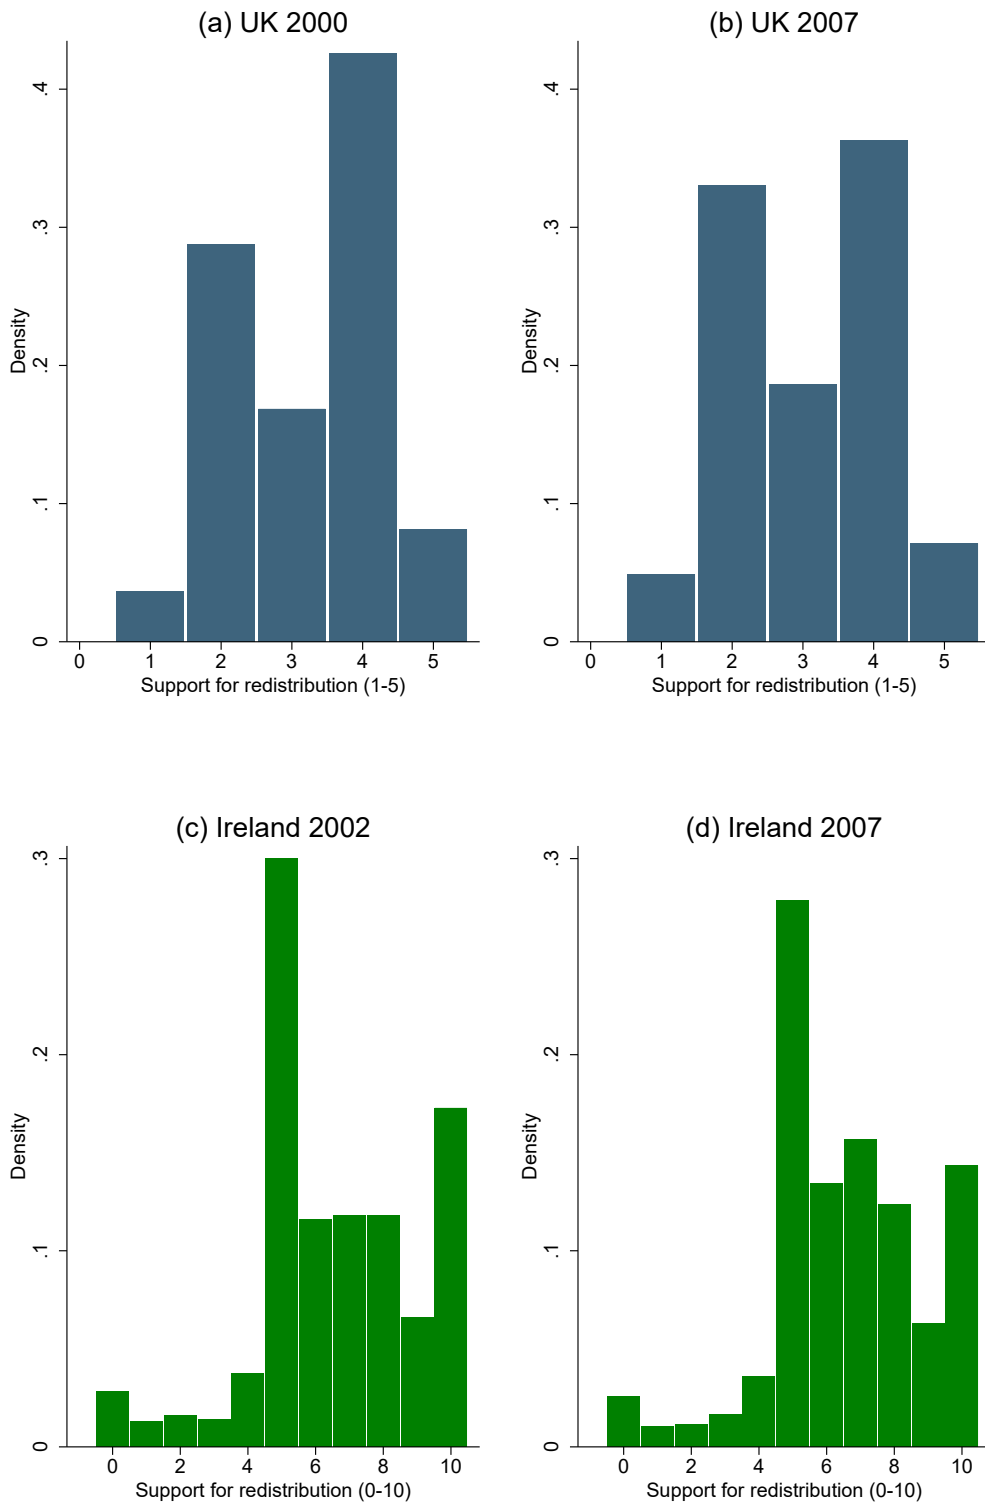 (a) UK 2000
Density
.4
.3
.2
.1
0
0 1 2 3 4 5
Support for redistribution (1-5)
(b) UK 2007
Density
.4
.3
.2
.1
0
0 1 2 3 4 5
Support for redistribution (1-5)
(c) Ireland 2002
Density
.3
.2
.1
0
0 2 4 6 8 10
Support for redistribution (0-10)
(d) Ireland 2007
Density
.3
.2
.1
0
0 2 4 6 8 10
Support for redistribution (0-10)